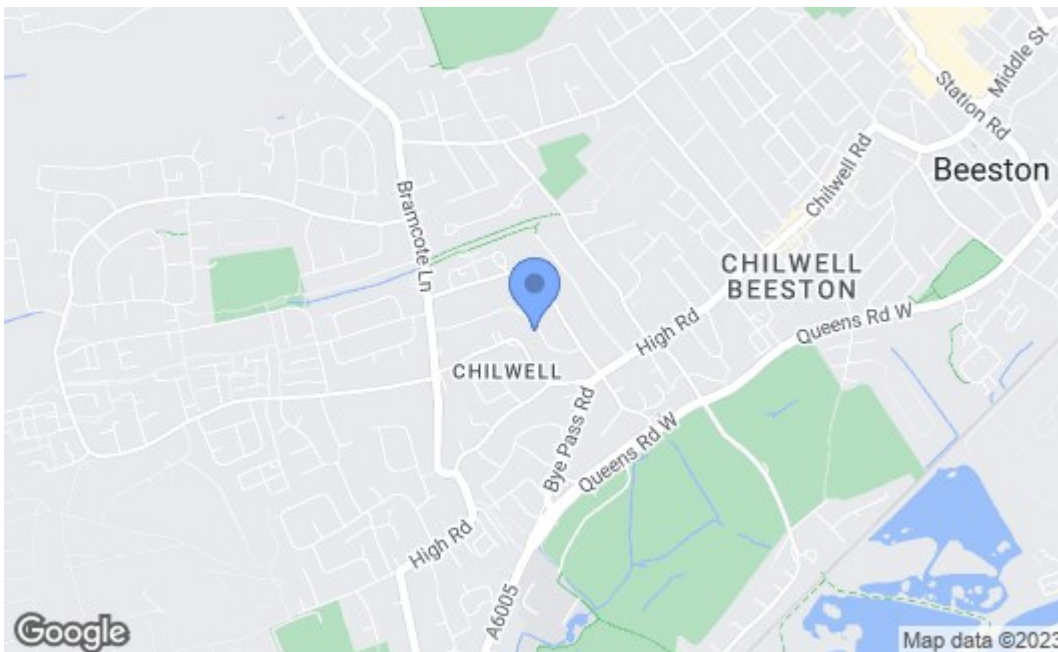 Middle St
Station Rd
Beeston
Chilwell Rd
Bramcote Ln
CHILWELL
BEESTON
Queens Rd W
High Rd
CHILWELL
Bye Pass Rd
Queens Rd W
High Rd
A6005
Google
Map data ©2023